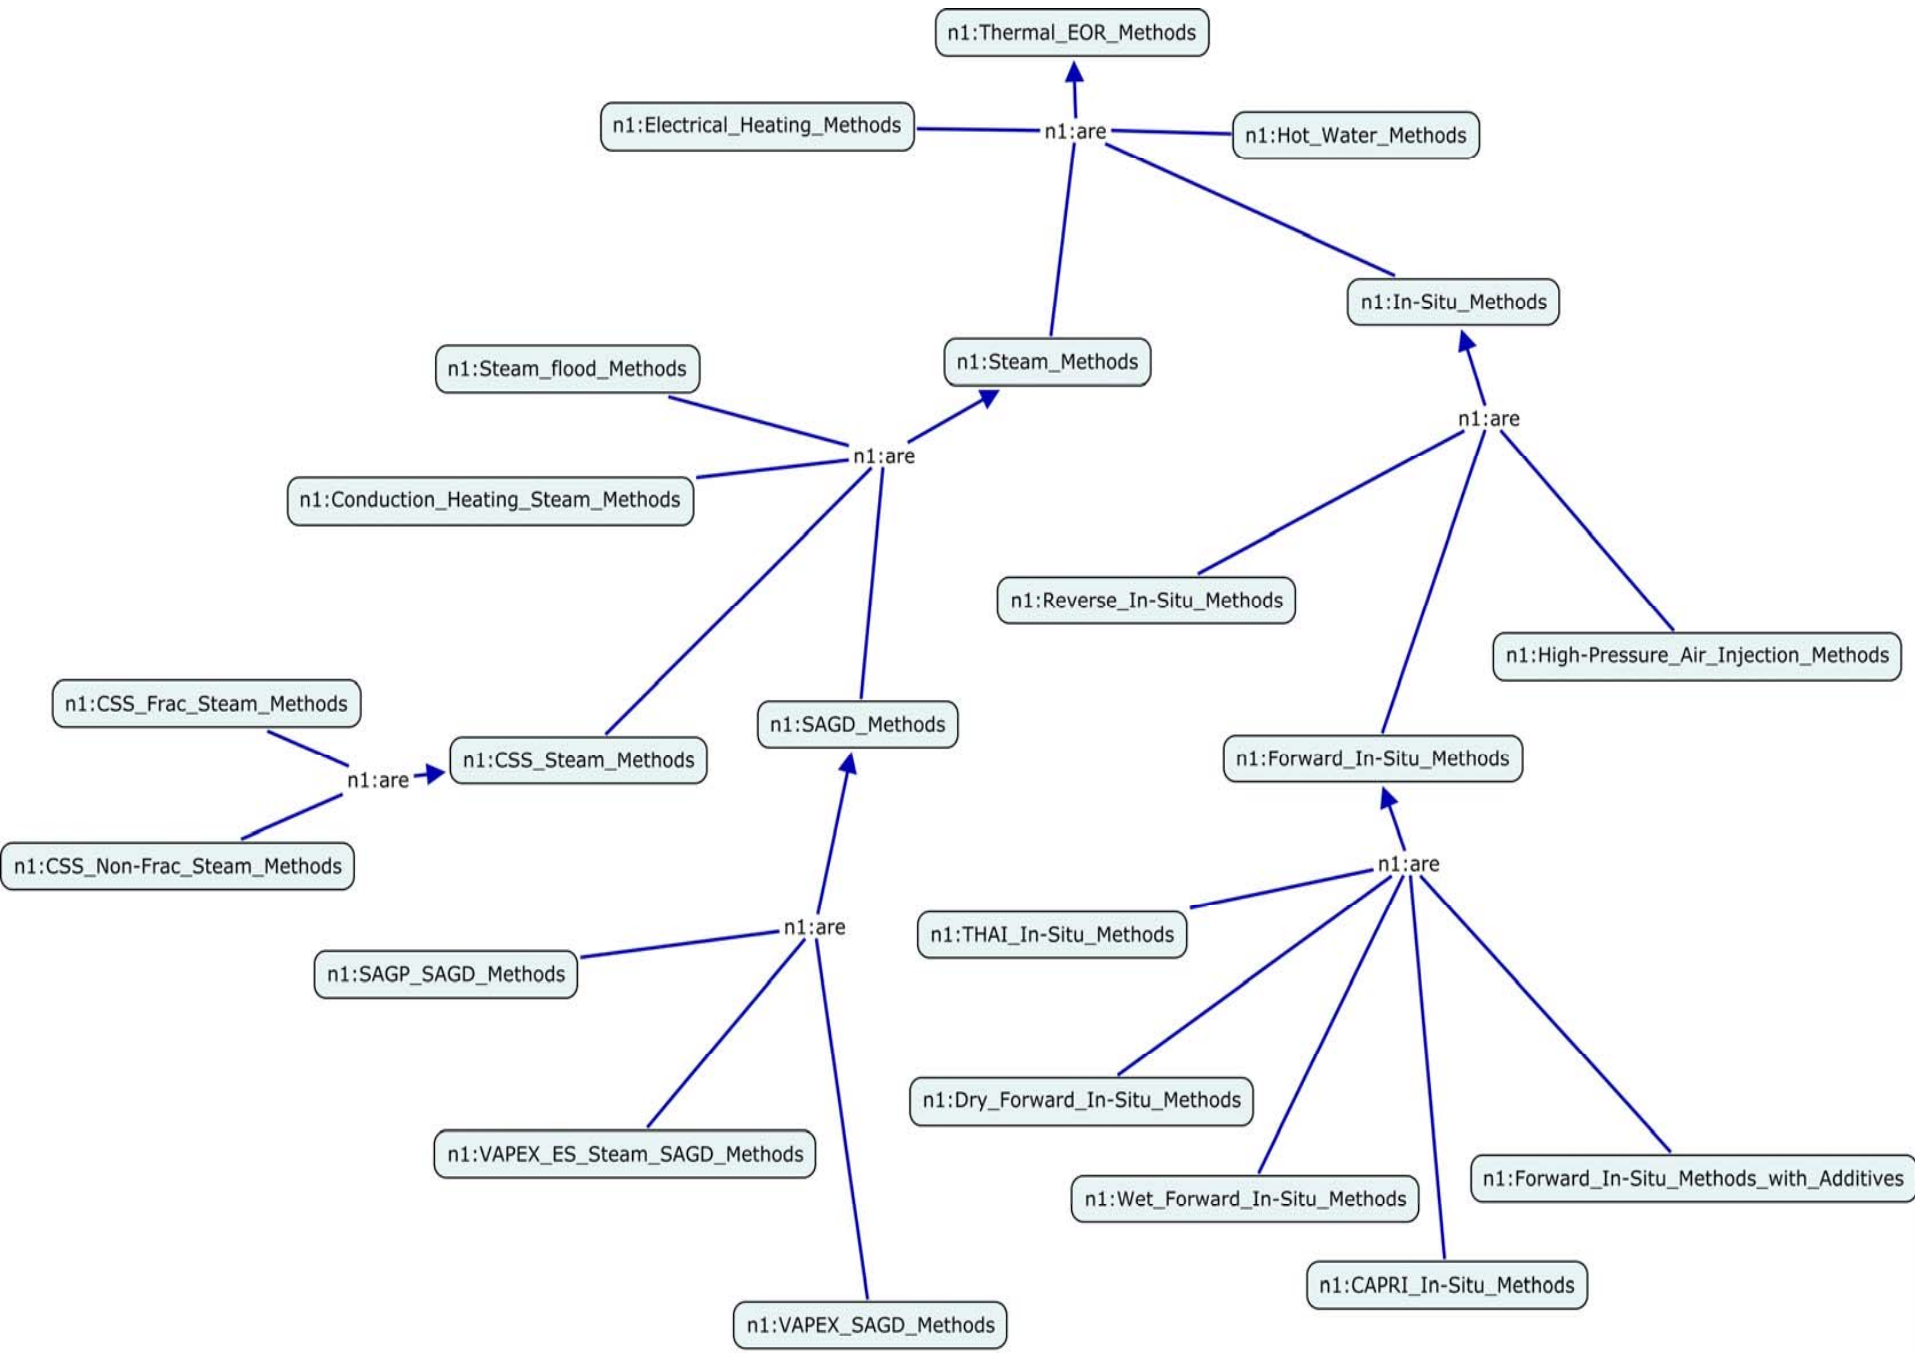 n1:Thermal_EOR_Methods
n1:Electrical_Heating_Methods
n1:are
n1:Hot_Water_Methods
n1:In-Situ_Methods
n1:Steam_flood_Methods
n1:Steam_Methods
n1:are
n1:are
n1:Conduction_Heating_Steam_Methods
n1:Reverse_In-Situ_Methods
n1:High-Pressure_Air_Injection_Methods
n1:CSS_Frac_Steam_Methods
n1:SAGD_Methods
n1:CSS_Steam_Methods
n1:Forward_In-Situ_Methods
n1:are
n1:CSS_Non-Frac_Steam_Methods
n1:are
n1:are
n1:THAI_In-Situ_Methods
n1:SAGP_SAGD_Methods
n1:Dry_Forward_In-Situ_Methods
n1:VAPEX_ES_Steam_SAGD_Methods
n1:Forward_In-Situ_Methods_with_Additives
n1:Wet_Forward_In-Situ_Methods
n1:CAPRI_In-Situ_Methods
n1:VAPEX_SAGD_Methods